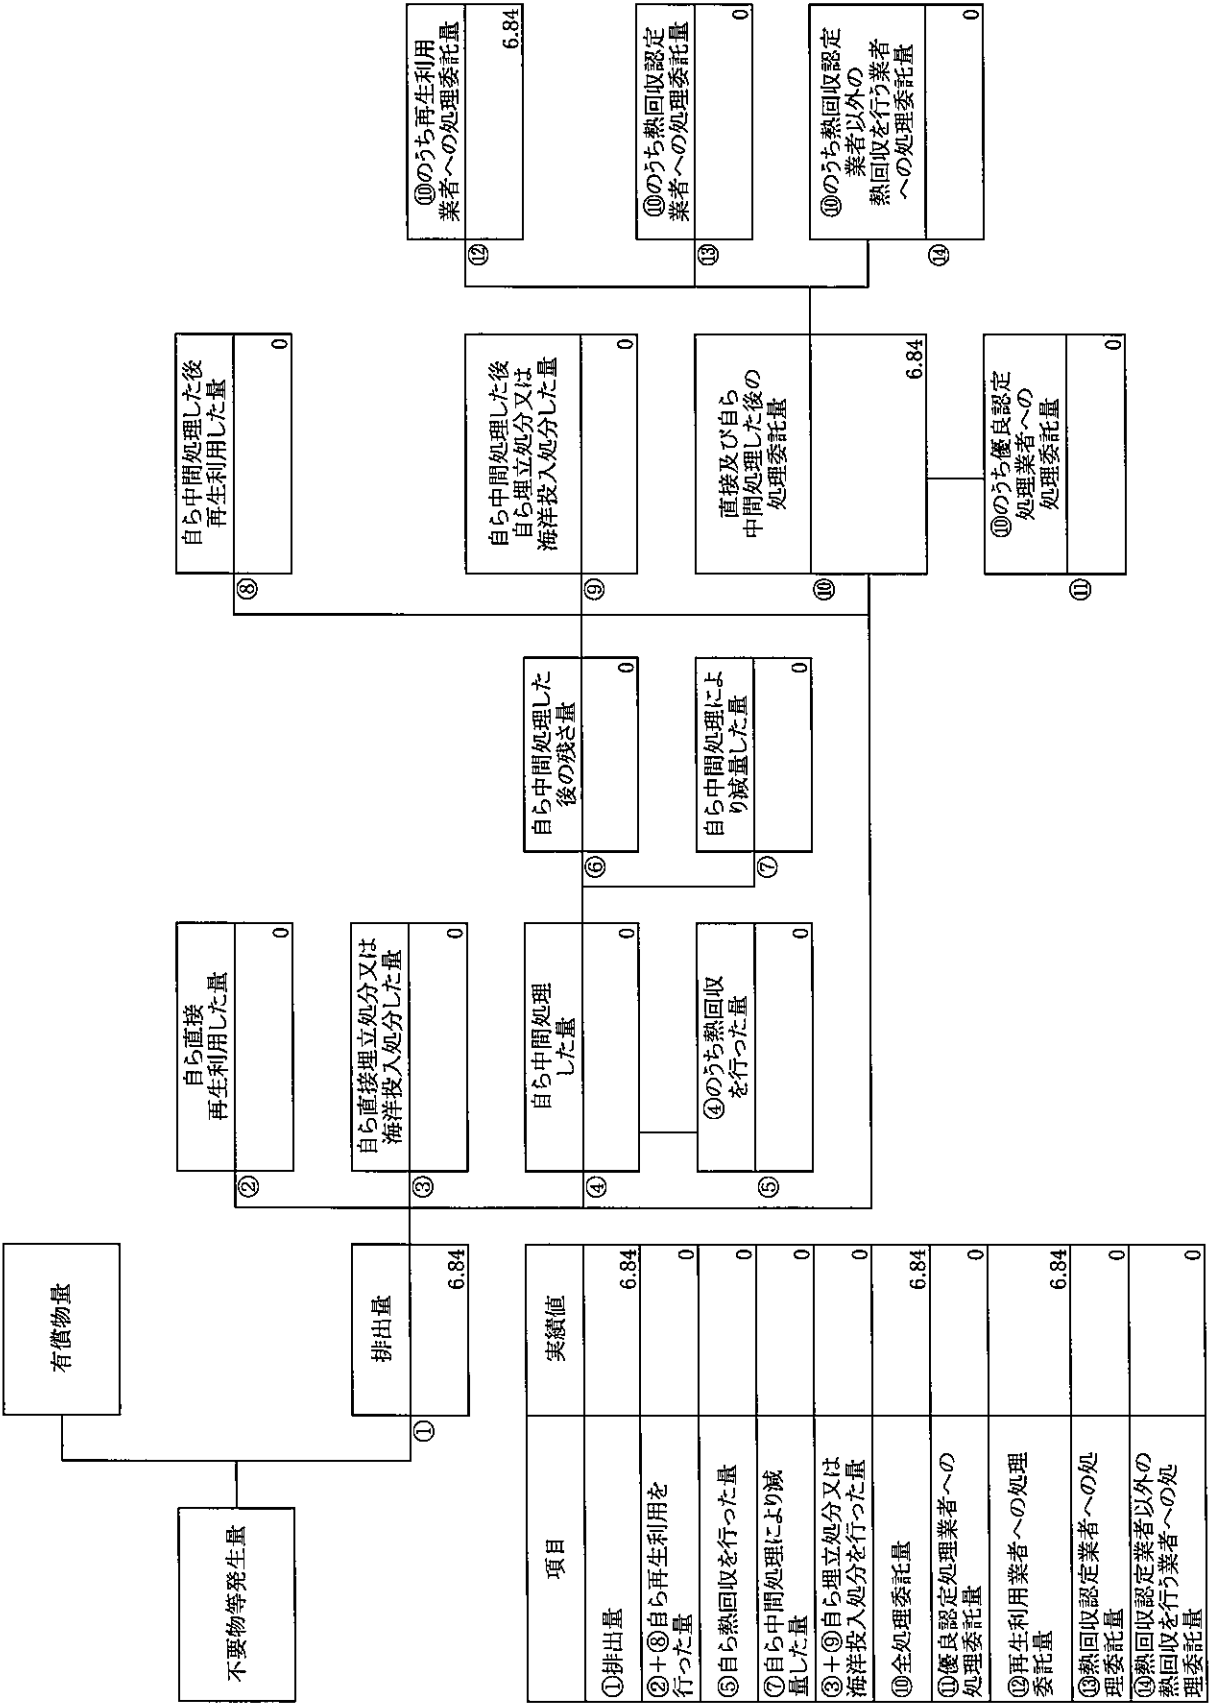 不要物等発生量
有償物量
①
排出量
6.84
②
自ら直接
再生利用した量
0
③
自ら直接埋立処分又は
海洋投入処分した量
0
④
自ら中間処理
した量
0
⑤
④のうち熱回収
を行った量
0
⑥
自ら中間処理した
後の残さ量
0
⑦
自ら中間処理によ
り減量した量
0
⑧
自ら中間処理した後
再生利用した量
0
⑨
自ら中間処理した後
自ら埋立処分又は
海洋投入処分した量
0
⑩
直接及び自ら
中間処理した後の
処理委託量
6.84
⑪
⑩のうち優良認定
処理業者への
処理委託量
0
⑫
⑩のうち再生利用
業者への処理委託量
6.84
⑬
⑩のうち熱回収認定
業者への処理委託量
0
⑭
⑩のうち熱回収認定
業者以外の
熱回収を行う業者
への処理委託量
0
項目
実績値
①排出量
6.84
②+⑧自ら再生利用を
行った量
0
⑤自ら熱回収を行った量
0
⑦自ら中間処理により減
量した量
0
③+⑨自ら埋立処分又は
海洋投入処分を行った量
0
⑩全処理委託量
6.84
⑪優良認定処理業者への
処理委託量
0
⑫再生利用業者への処理
委託量
6.84
⑬熱回収認定業者への処
理委託量
0
⑭熱回収認定業者以外の
熱回収を行う業者への処
理委託量
0